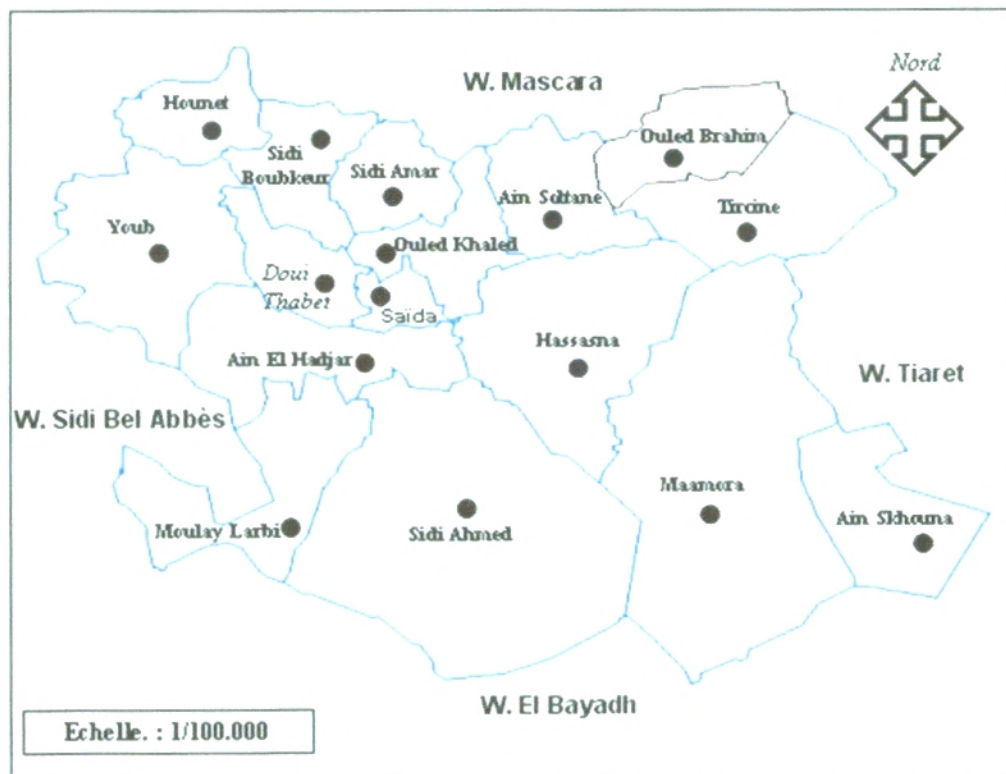 Nord
W. Mascara
Hounet
Ouled Brahim
Sidi
Boubkeur
Sidi Amar
Ain Soltane
Tircine
Youb
Ouled Khaled
Doui
Thabet
Saïda
Hassasna
Ain El Hadjar
W. Tiaret
W. Sidi Bel Abbès
Maamora
Ain Skhouna
Moulay Larbi
Sidi Ahmed
W. El Bayadh
Echelle. : 1/100.000